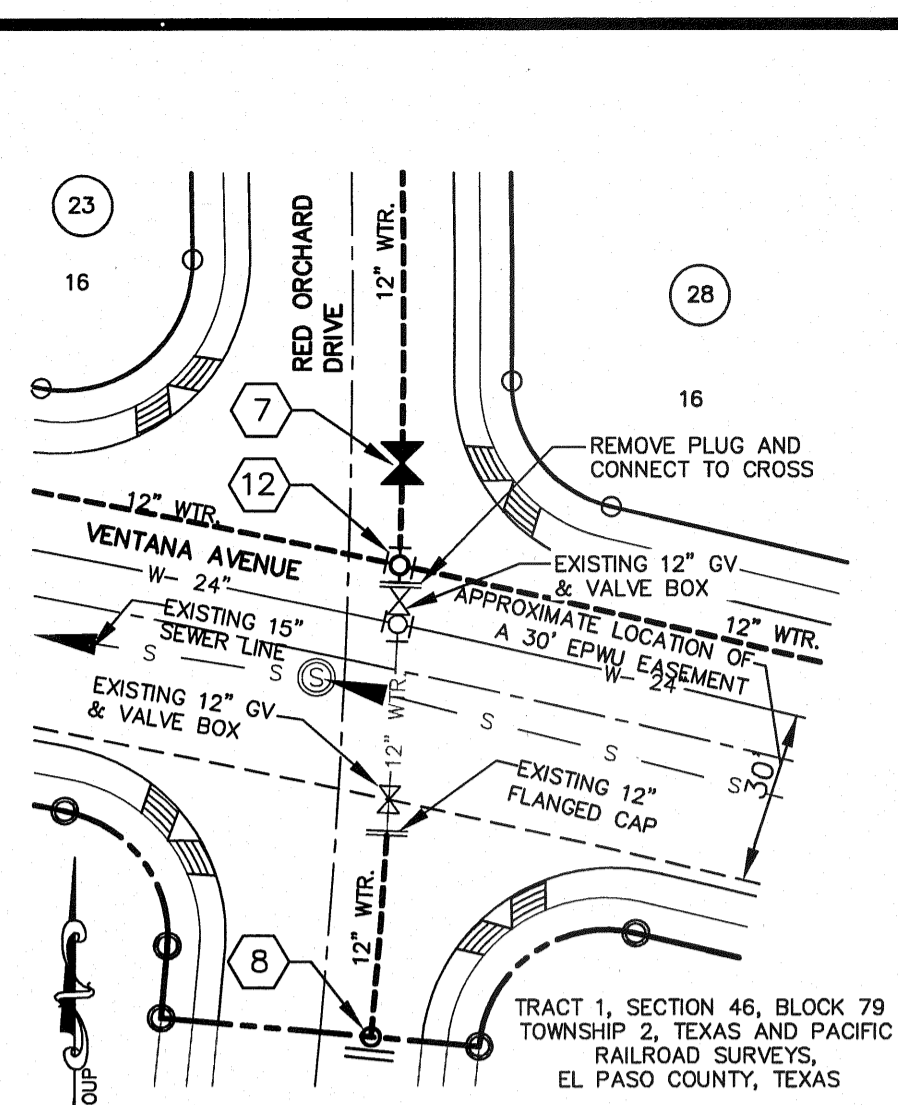 23
16
RED ORCHARD
DRIVE
12" WTR.
28
16
7
REMOVE PLUG AND
CONNECT TO CROSS
12
12" WTR.
VENTANA AVENUE
W- 24"
EXISTING 12" GV
& VALVE BOX
APPROXIMATE LOCATION OF
A 30' EPWU EASEMENT
12" WTR.
W- 24"
EXISTING 15"
SEWER LINE
S
S
S
S
EXISTING 12" GV
& VALVE BOX
12" WTR.
S
S
S
30'
EXISTING 12"
FLANGED CAP
12" WTR.
8
TRACT 1, SECTION 46, BLOCK 79
TOWNSHIP 2, TEXAS AND PACIFIC
RAILROAD SURVEYS,
EL PASO COUNTY, TEXAS
OUP